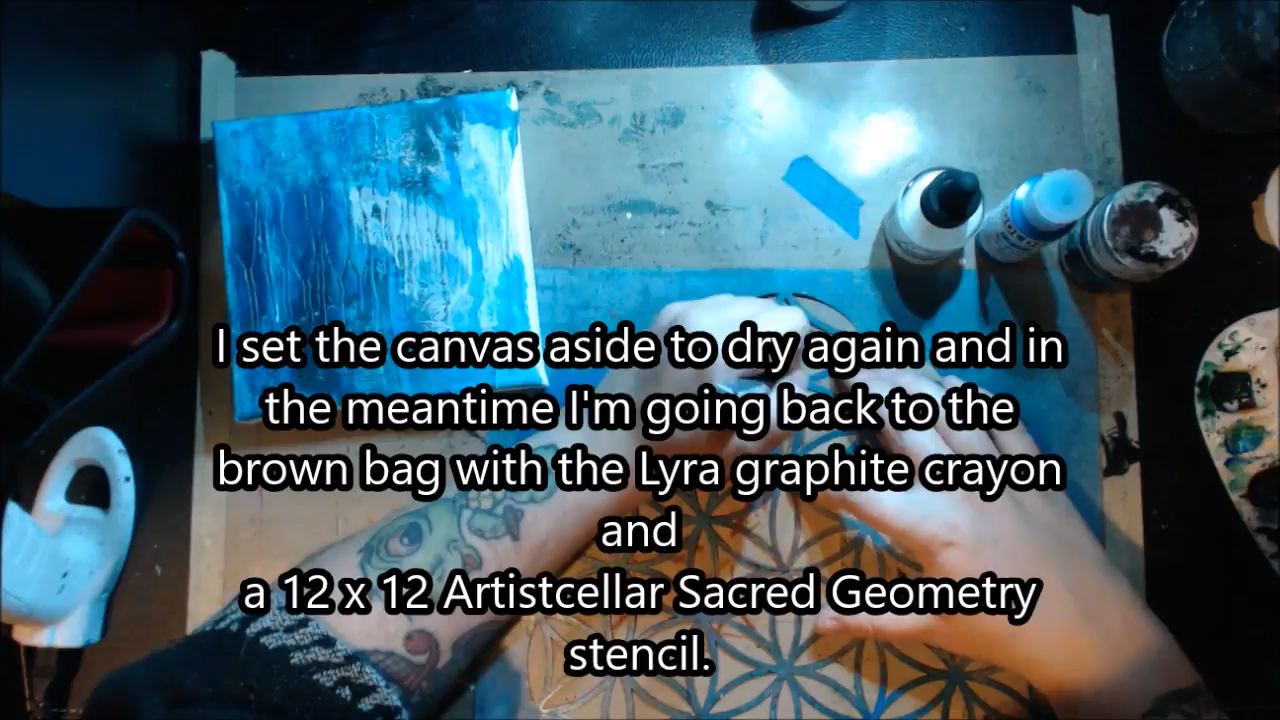 I set the canvas aside to dry again and in
the meantime I'm going back to the
brown bag with the Lyra graphite crayon
and
a 12 x 12 Artistcellar Sacred Geometry
stencil.